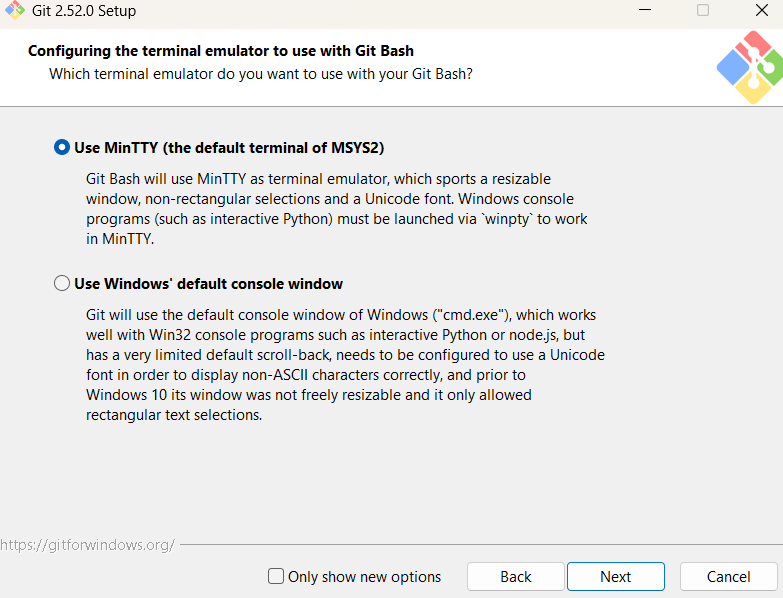 Git 2.52.0 Setup
Configuring the terminal emulator to use with Git Bash
Which terminal emulator do you want to use with your Git Bash?
Use MinTTY (the default terminal of MSYS2)
Git Bash will use MinTTY as terminal emulator, which sports a resizable
window, non-rectangular selections and a Unicode font. Windows console
programs (such as interactive Python) must be launched via `winpty` to work
in MinTTY.
Use Windows' default console window
Git will use the default console window of Windows ("cmd.exe"), which works
well with Win32 console programs such as interactive Python or node.js, but
has a very limited default scroll-back, needs to be configured to use a Unicode
font in order to display non-ASCII characters correctly, and prior to
Windows 10 its window was not freely resizable and it only allowed
rectangular text selections.
https://gitforwindows.org/
Only show new options
Back
Next
Cancel